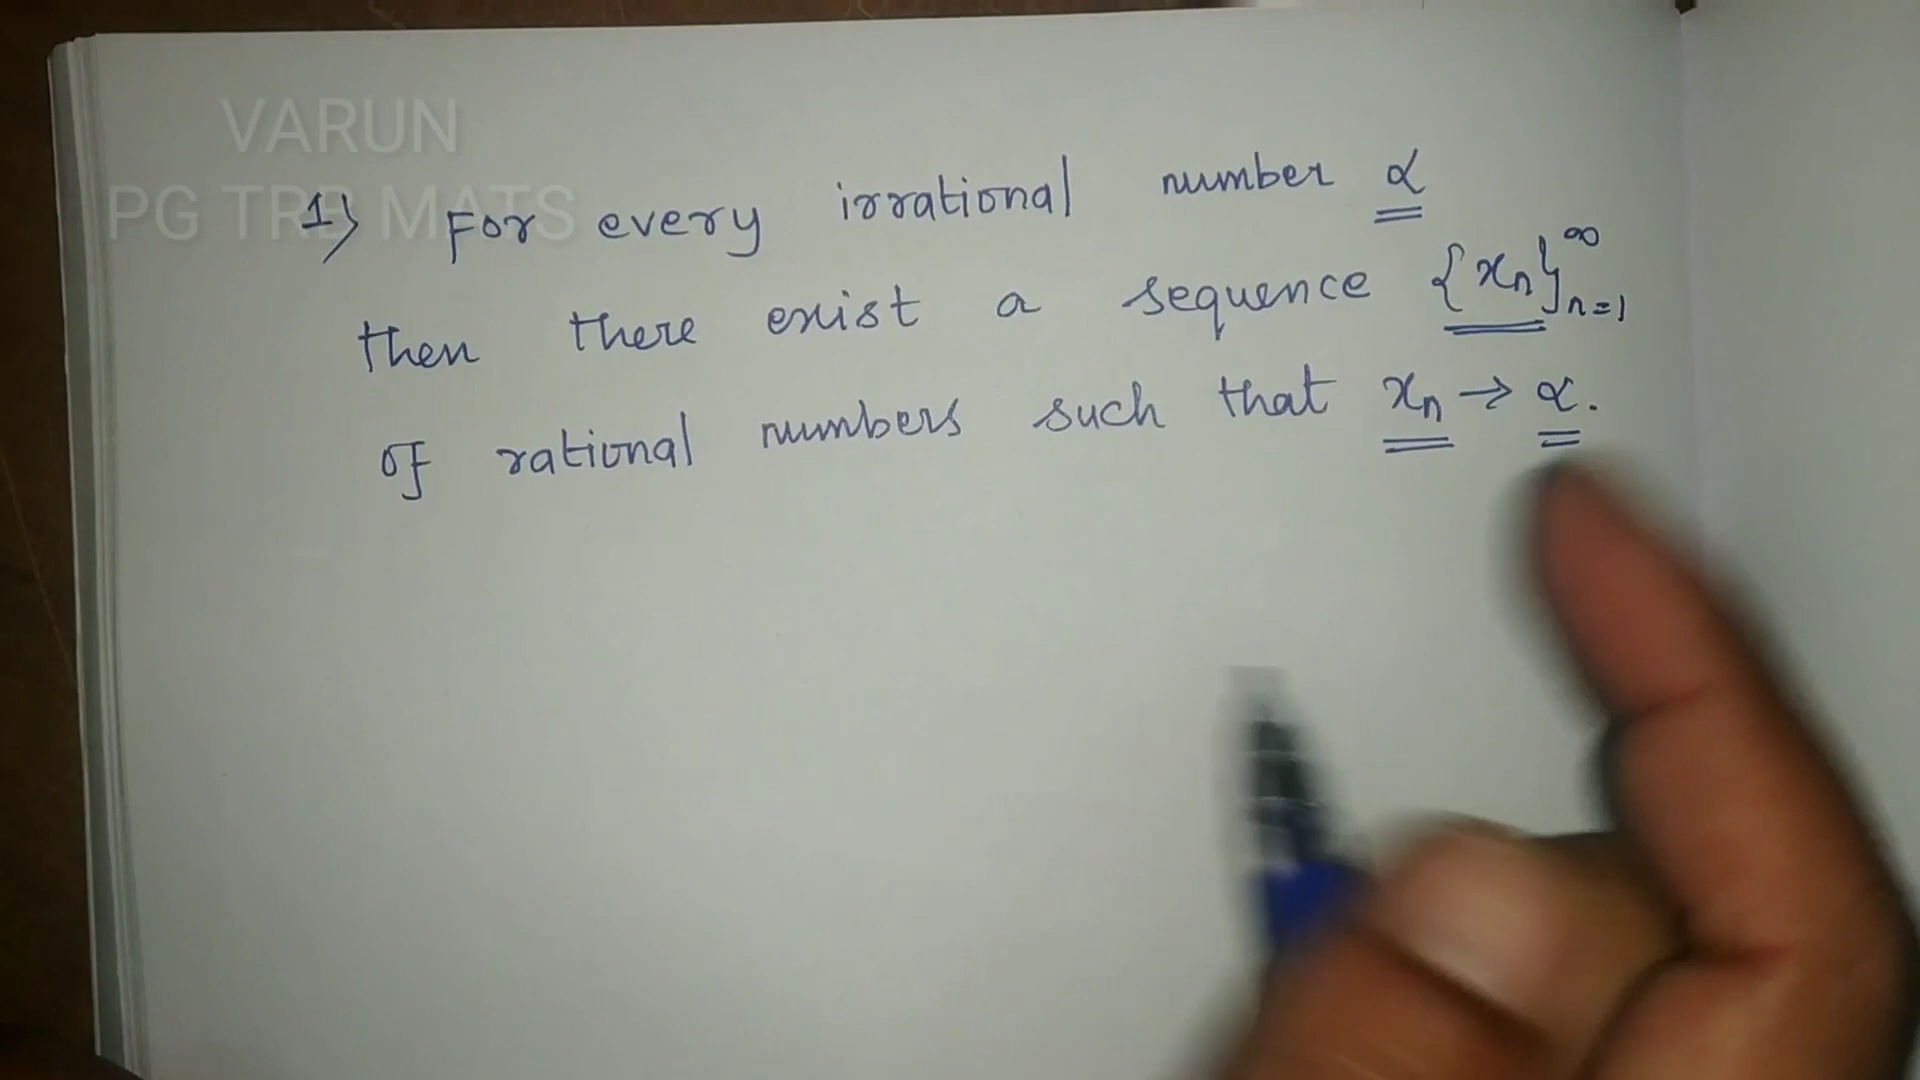 VARUN
PG TRB MATS
1) For every irrational number α
then there exist a sequence {xₙ}ₙ₌₁^∞
of rational numbers such that xₙ → α.